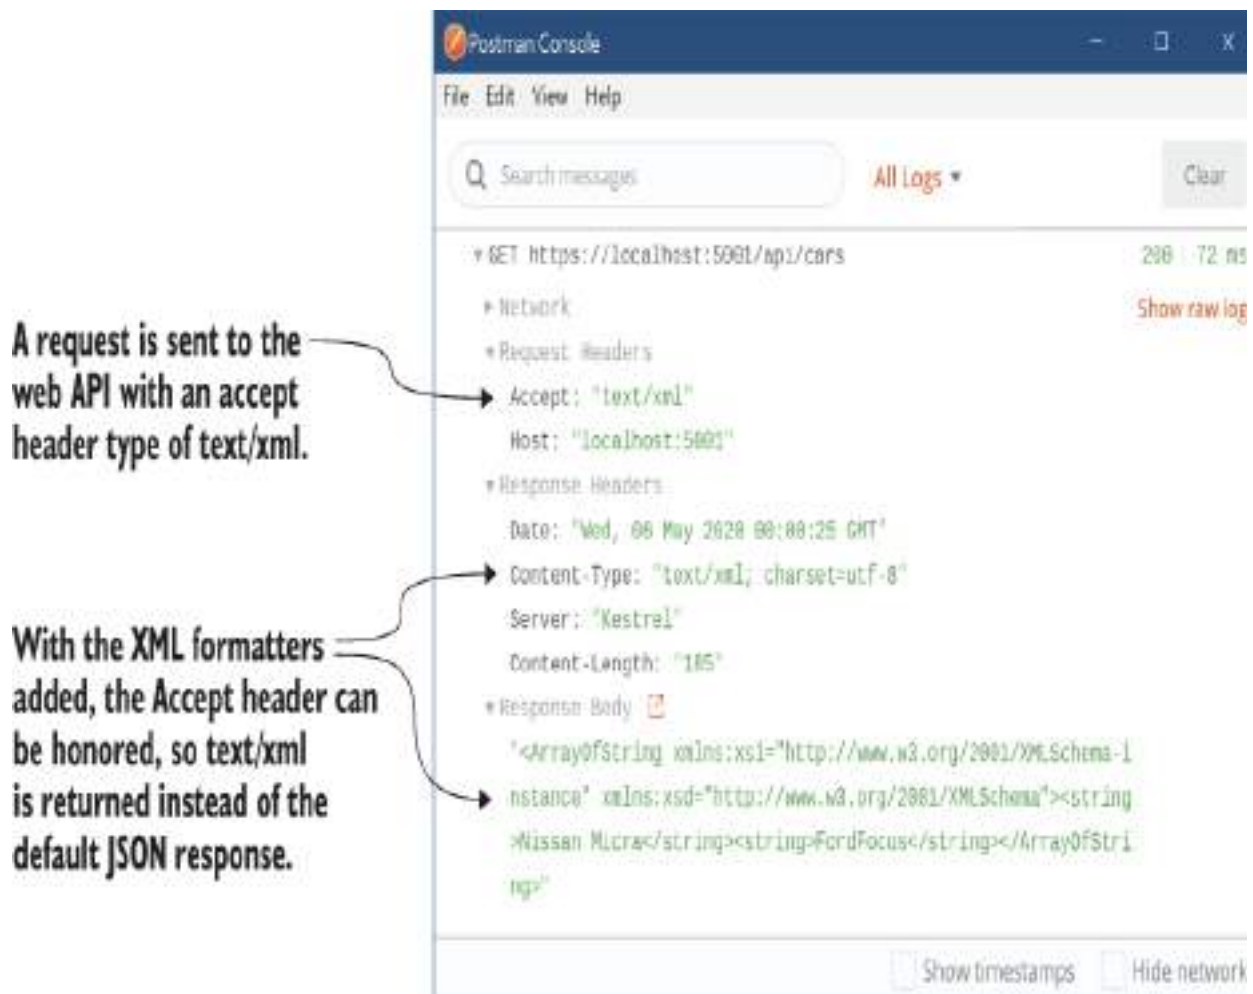 Postman Console
File Edit View Help
Search messages
All Logs
Clear
GET https://localhost:5001/api/cars
200 72 ms
Network
Show raw log
A request is sent to the
web API with an accept
header type of text/xml.
Request Headers
Accept: "text/xml"
Host: "localhost:5001"
Response Headers
Date: "Wed, 06 May 2020 GMT"
Content-Type: "text/xml; charset=utf-8"
Server: "Kestrel"
Content-Length:
With the XML formatters
added, the Accept header can
be honored, so text/xml
is returned instead of the
default JSON response.
Response Body
"<ArrayOfString xmlns:xsi="http://www.w3.org/2001/XMLSchema-i
nstance" xmlns:xsd="http://www.w3.org/2001/XMLSchema"><string
>Nissan Micra</string><string>FordFocus</string></ArrayOfStri
ng>"
Show timestamps
Hide network